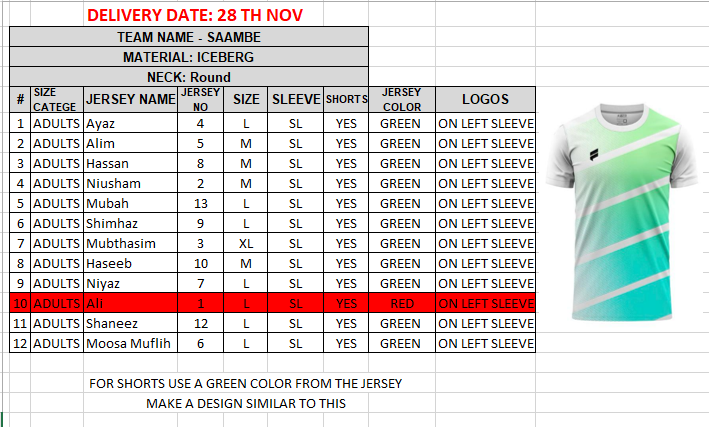 DELIVERY DATE: 28 TH NOV
TEAM NAME - SAAMBE
MATERIAL: ICEBERG
NECK: Round
# SIZE CATEGE JERSEY NAME JERSEY NO SIZE SLEEVE SHORTS JERSEY COLOR LOGOS
1 ADULTS Ayaz 4 L SL YES GREEN ON LEFT SLEEVE
2 ADULTS Alim 5 M SL YES GREEN ON LEFT SLEEVE
3 ADULTS Hassan 8 M SL YES GREEN ON LEFT SLEEVE
4 ADULTS Niusham 2 M SL YES GREEN ON LEFT SLEEVE
5 ADULTS Mubah 13 L SL YES GREEN ON LEFT SLEEVE
6 ADULTS Shimhaz 9 L SL YES GREEN ON LEFT SLEEVE
7 ADULTS Mubthasim 3 XL SL YES GREEN ON LEFT SLEEVE
8 ADULTS Haseeb 10 M SL YES GREEN ON LEFT SLEEVE
9 ADULTS Niyaz 7 L SL YES GREEN ON LEFT SLEEVE
10 ADULTS Ali 1 L SL YES RED ON LEFT SLEEVE
11 ADULTS Shaneez 12 L SL YES GREEN ON LEFT SLEEVE
12 ADULTS Moosa Muflih 6 L SL YES GREEN ON LEFT SLEEVE
FOR SHORTS USE A GREEN COLOR FROM THE JERSEY
MAKE A DESIGN SIMILAR TO THIS